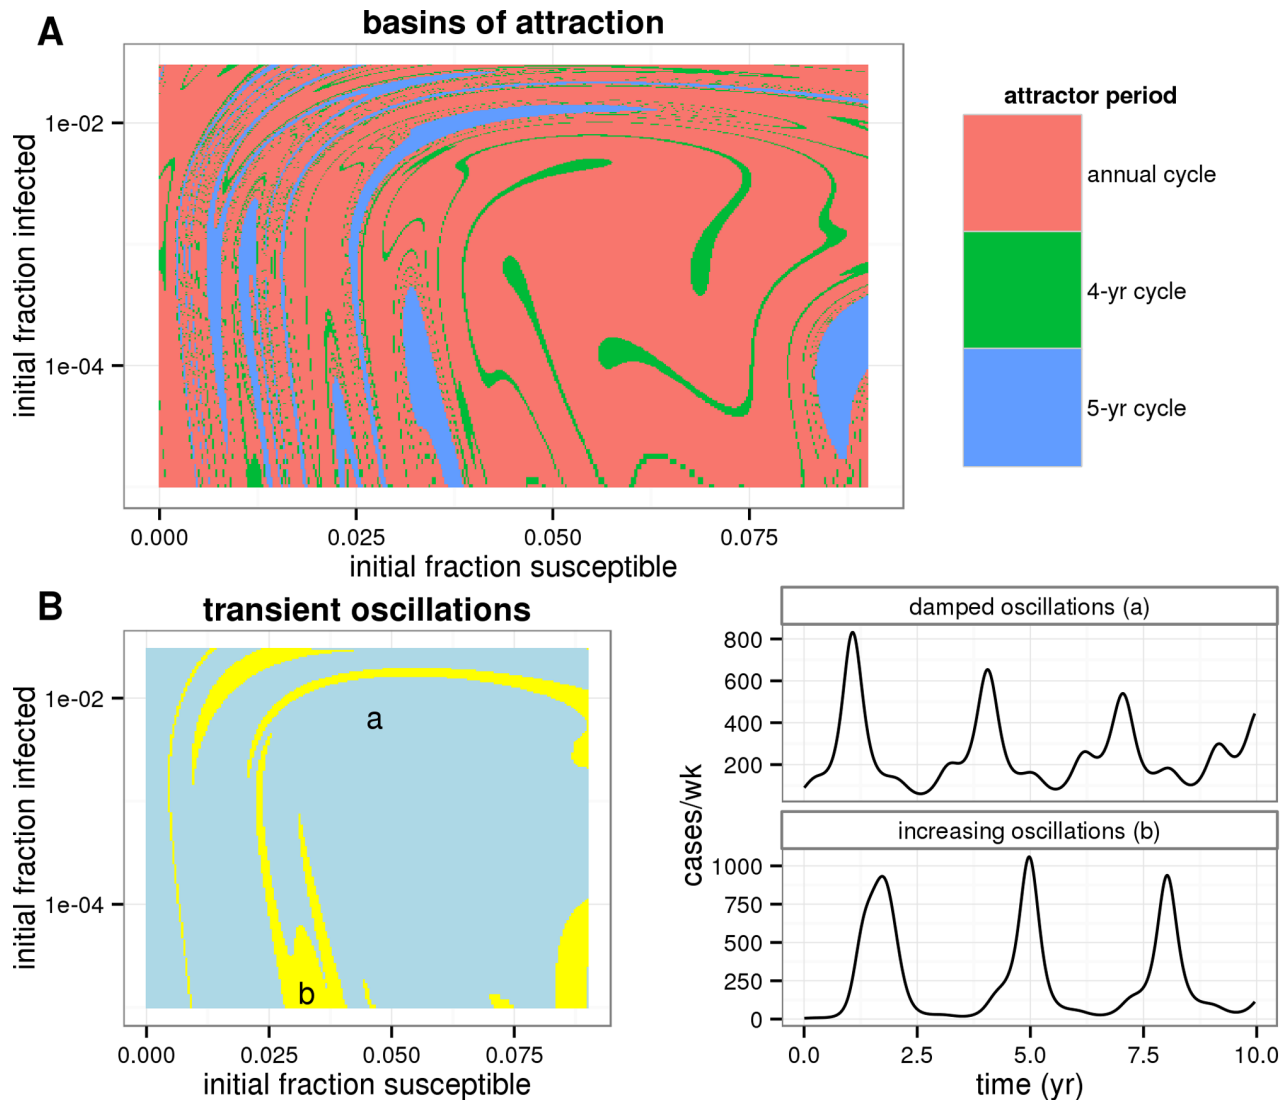 A
basins of attraction
initial fraction infected
1e-02
1e-04
0.000 0.025 0.050 0.075
initial fraction susceptible
attractor period
annual cycle
4-yr cycle
5-yr cycle
B
transient oscillations
initial fraction infected
1e-02
1e-04
a
b
0.000 0.025 0.050 0.075
initial fraction susceptible
cases/wk
damped oscillations (a)
800
600
400
200
increasing oscillations (b)
1000
750
500
250
0
0.0 2.5 5.0 7.5 10.0
time (yr)